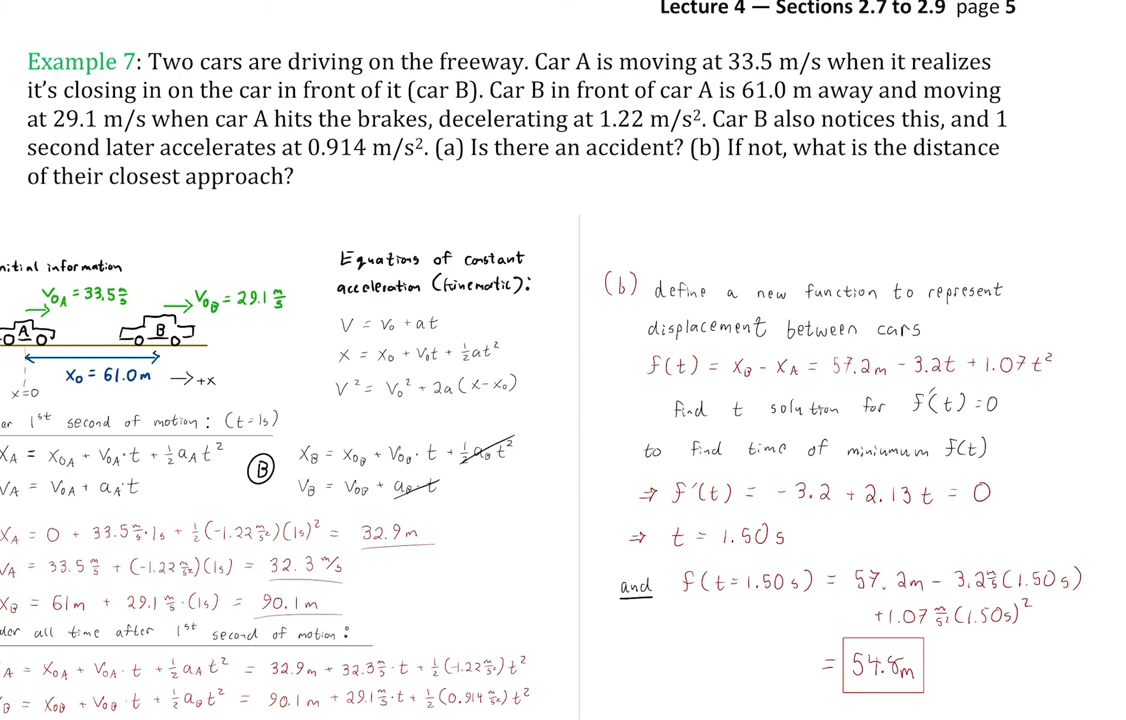 Lecture 4 — Sections 2.7 to 2.9 page 5
Example 7: Two cars are driving on the freeway. Car A is moving at 33.5 m/s when it realizes
it's closing in on the car in front of it (car B). Car B in front of car A is 61.0 m away and moving
at 29.1 m/s when car A hits the brakes, decelerating at 1.22 m/s². Car B also notices this, and 1
second later accelerates at 0.914 m/s². (a) Is there an accident? (b) If not, what is the distance
of their closest approach?
nitial information
V₀A = 33.5 m/s
V₀B = 29.1 m/s
A
B
X₀ = 61.0m
→+x
x=0
Equations of constant
acceleration (kinematic):
V = V₀ + at
x = x₀ + V₀t + ½at²
V² = V₀² + 2a(x-x₀)
er 1st second of motion: (t=1s)
XA = X₀A + V₀A·t + ½aAt²
VA = V₀A + aA·t
B
XB = X₀B + V₀B·t + ½aBt²
VB = V₀B + aB·t
XA = 0 + 33.5 m/s·1s + ½(-1.22 m/s²)(1s)² = 32.9m
VA = 33.5 m/s + (-1.22 m/s²)(1s) = 32.3 m/s
XB = 61m + 29.1 m/s·(1s) = 90.1m
der all time after 1st second of motion:
A = X₀A + V₀A·t + ½aAt² = 32.9m + 32.3 m/s·t + ½(-1.22 m/s²)t²
B = X₀B + V₀B·t + ½aBt² = 90.1m + 29.1 m/s·t + ½(0.914 m/s²)t²
(b) define a new function to represent
displacement between cars
f(t) = XB - XA = 57.2m - 3.2t + 1.07t²
find t solution for f'(t)=0
to find time of miniumum f(t)
⇒ f'(t) = -3.2 + 2.13t = 0
⇒ t = 1.50s
and f(t=1.50s) = 57.2m - 3.2 m/s(1.50s)
+1.07 m/s²(1.50s)²
= 54.8m